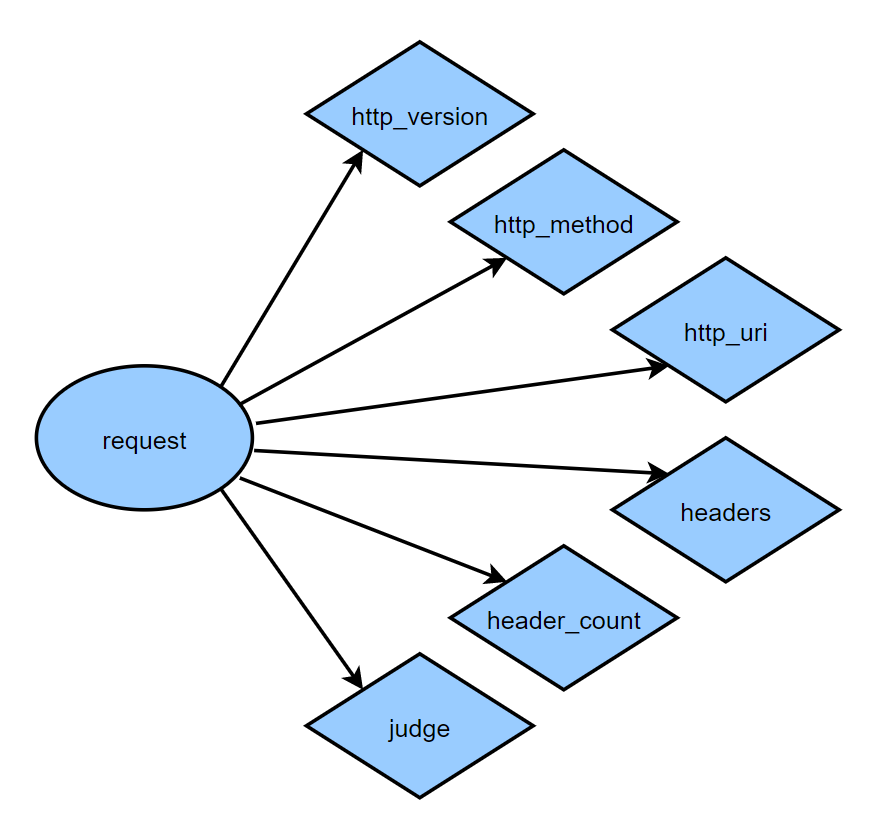 http_version
http_method
http_uri
request
headers
header_count
judge